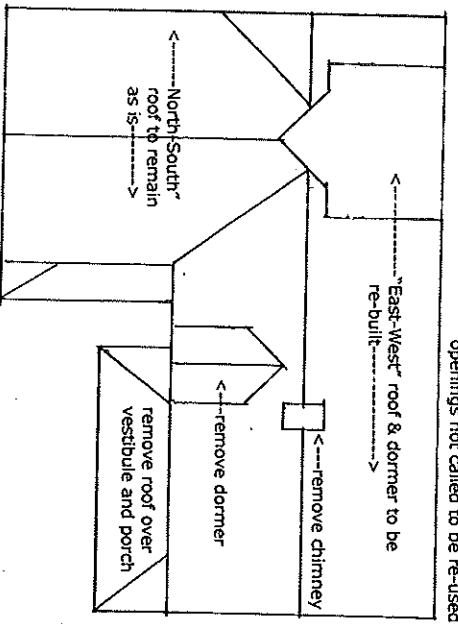 openings not called to be re-used
<-----------"East-West" roof & dormer to be
re-built--------------->
<---remove chimney
<------North-South"
roof to remain
as is-------->
<---remove dormer
remove roof over
vestibule and porch